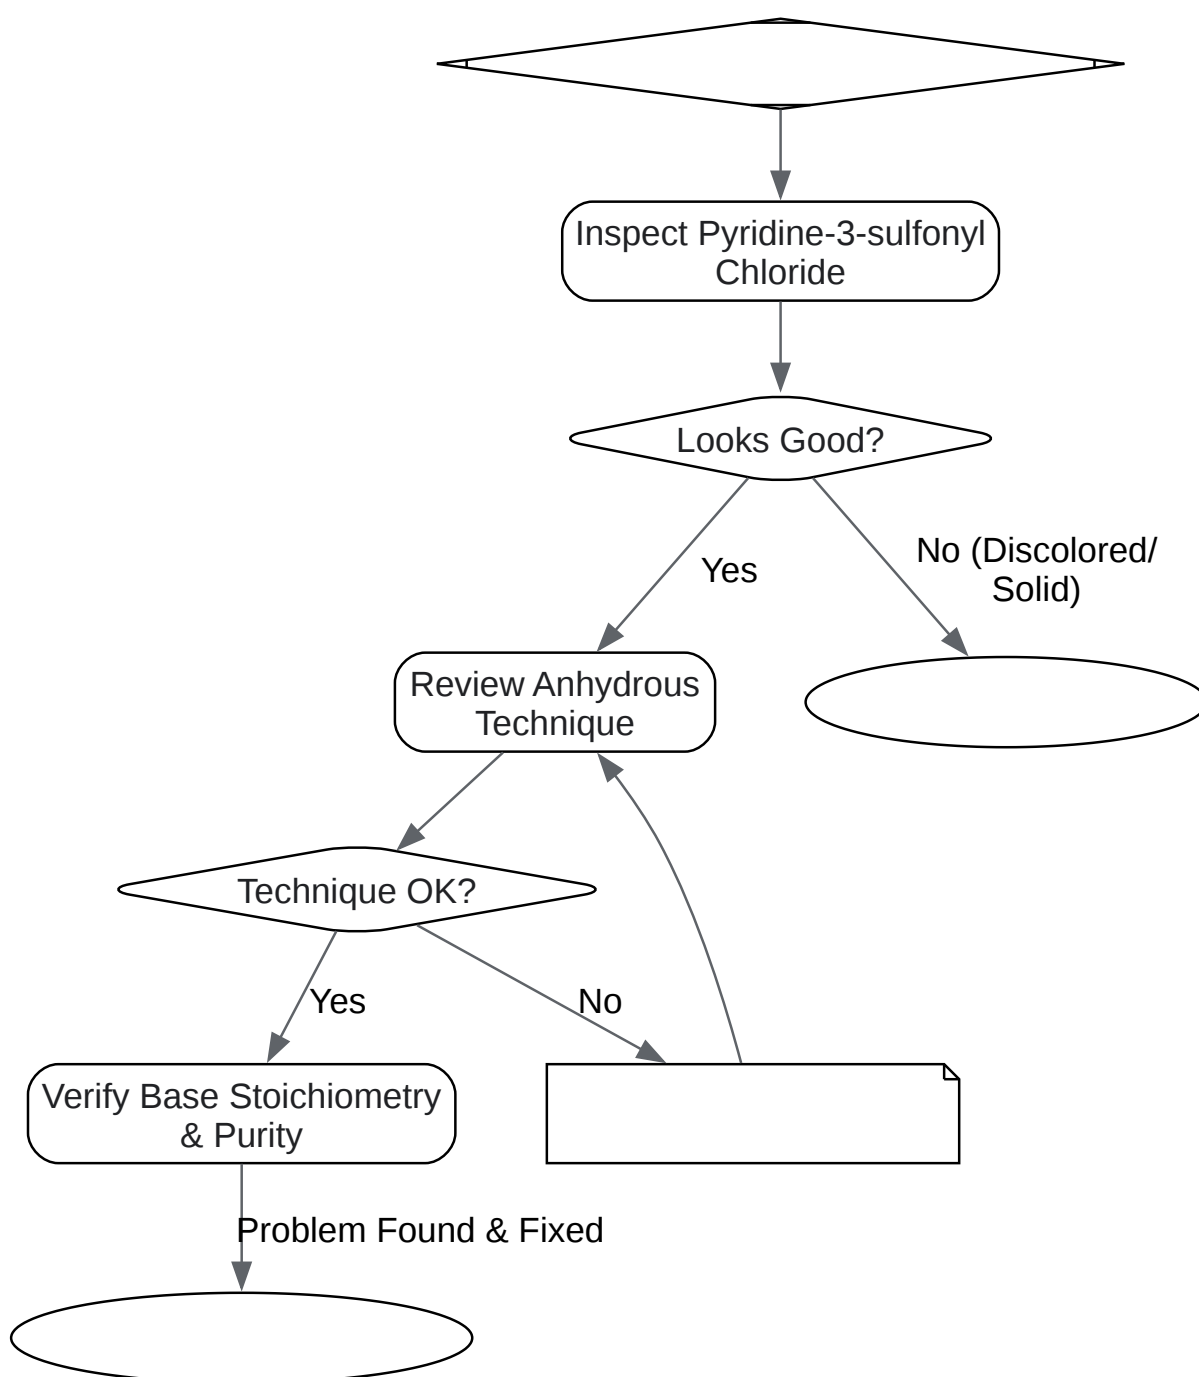 Inspect Pyridine-3-sulfonyl
Chloride
Looks Good?
Yes
No (Discolored/
Solid)
Review Anhydrous
Technique
Technique OK?
Yes
No
Verify Base Stoichiometry
& Purity
Problem Found & Fixed